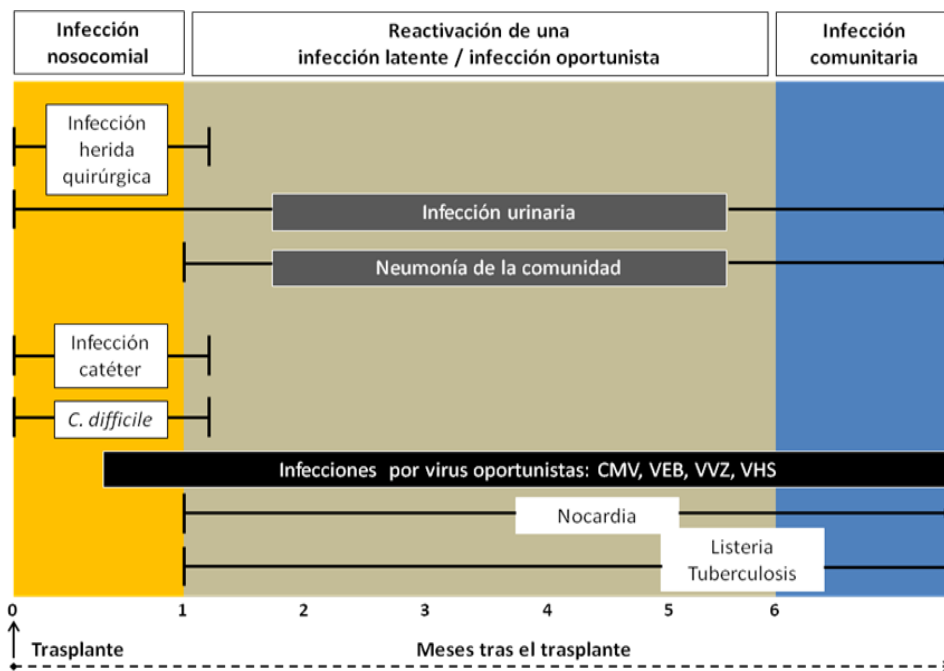 Infección
nosocomial
Reactivación de una
infección latente / infección oportunista
Infección
comunitaria
Infección
herida
quirúrgica
Infección urinaria
Neumonía de la comunidad
Infección
catéter
C. difficile
Infecciones por virus oportunistas: CMV, VEB, VVZ, VHS
Nocardia
Listeria
Tuberculosis
0 1 2 3 4 5 6
Trasplante
Meses tras el trasplante